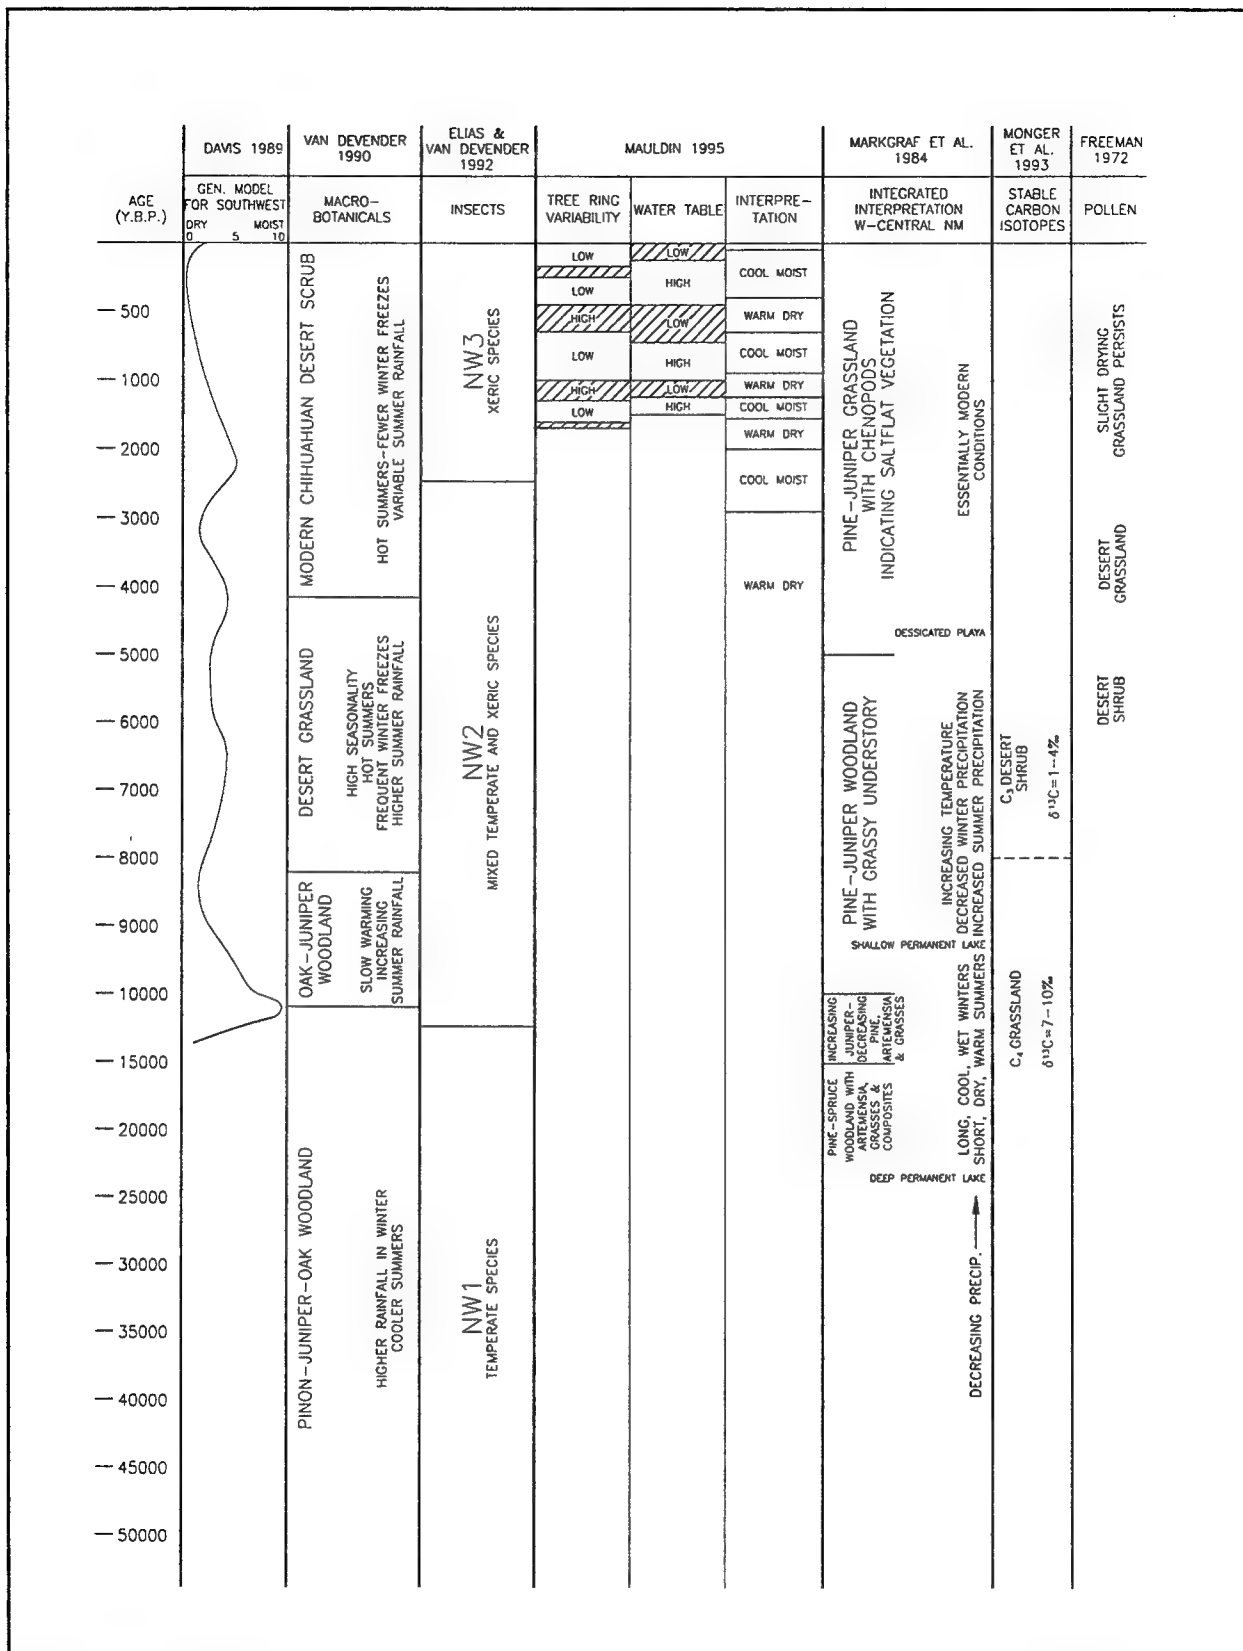 DAVIS 1989
VAN DEVENDER
1990
ELIAS &
VAN DEVENDER
1992
MAULDIN 1995
MARKGRAF ET AL.
1984
MONGER
ET AL.
1993
FREEMAN
1972
AGE
(Y.B.P.)
GEN. MODEL
FOR SOUTHWEST
DRY MOIST
0 5 10
MACRO-
BOTANICALS
INSECTS
TREE RING
VARIABILITY
WATER TABLE
INTERPRE-
TATION
INTEGRATED
INTERPRETATION
W-CENTRAL NM
STABLE
CARBON
ISOTOPES
POLLEN
500
1000
2000
3000
4000
5000
6000
7000
8000
9000
10000
15000
20000
25000
30000
35000
40000
45000
50000
MODERN CHIHUAHUAN DESERT SCRUB
HOT SUMMERS-FEWER WINTER FREEZES
VARIABLE SUMMER RAINFALL
DESERT GRASSLAND
HIGH SEASONALITY
HOT SUMMERS
FREQUENT WINTER FREEZES
HIGHER SUMMER RAINFALL
OAK-JUNIPER
WOODLAND
SLOW WARMING
INCREASING
SUMMER RAINFALL
PINON-JUNIPER-OAK WOODLAND
HIGHER RAINFALL IN WINTER
COOLER SUMMERS
NW3
XERIC SPECIES
NW2
MIXED TEMPERATE AND XERIC SPECIES
NW1
TEMPERATE SPECIES
LOW
LOW
HIGH
LOW
HIGH
LOW
LOW
HIGH
LOW
HIGH
LOW
HIGH
COOL MOIST
WARM DRY
COOL MOIST
WARM DRY
COOL MOIST
WARM DRY
COOL MOIST
WARM DRY
PINE-JUNIPER GRASSLAND
WITH CHENOPODS
INDICATING SALTFLAT VEGETATION
ESSENTIALLY MODERN
CONDITIONS
DESSICATED PLAYA
PINE-JUNIPER WOODLAND
WITH GRASSY UNDERSTORY
INCREASING TEMPERATURE
DECREASED WINTER PRECIPITATION
INCREASED SUMMER PRECIPITATION
SHALLOW PERMANENT LAKE
INCREASING
JUNIPER-
DECREASING
PINE,
ARTEMENSIA
& GRASSES
PINE-SPRUCE
WOODLAND WITH
ARTEMENSIA,
GRASSES &
COMPOSITES
LONG, COOL, WET WINTERS
SHORT, DRY, WARM SUMMERS
DEEP PERMANENT LAKE
DECREASING PRECIP.
C₃ DESERT
SHRUB
δ¹³C=1-4‰
C₄ GRASSLAND
δ¹³C=7-10‰
SLIGHT DRYING
GRASSLAND PERSISTS
DESERT
GRASSLAND
DESERT
SHRUB